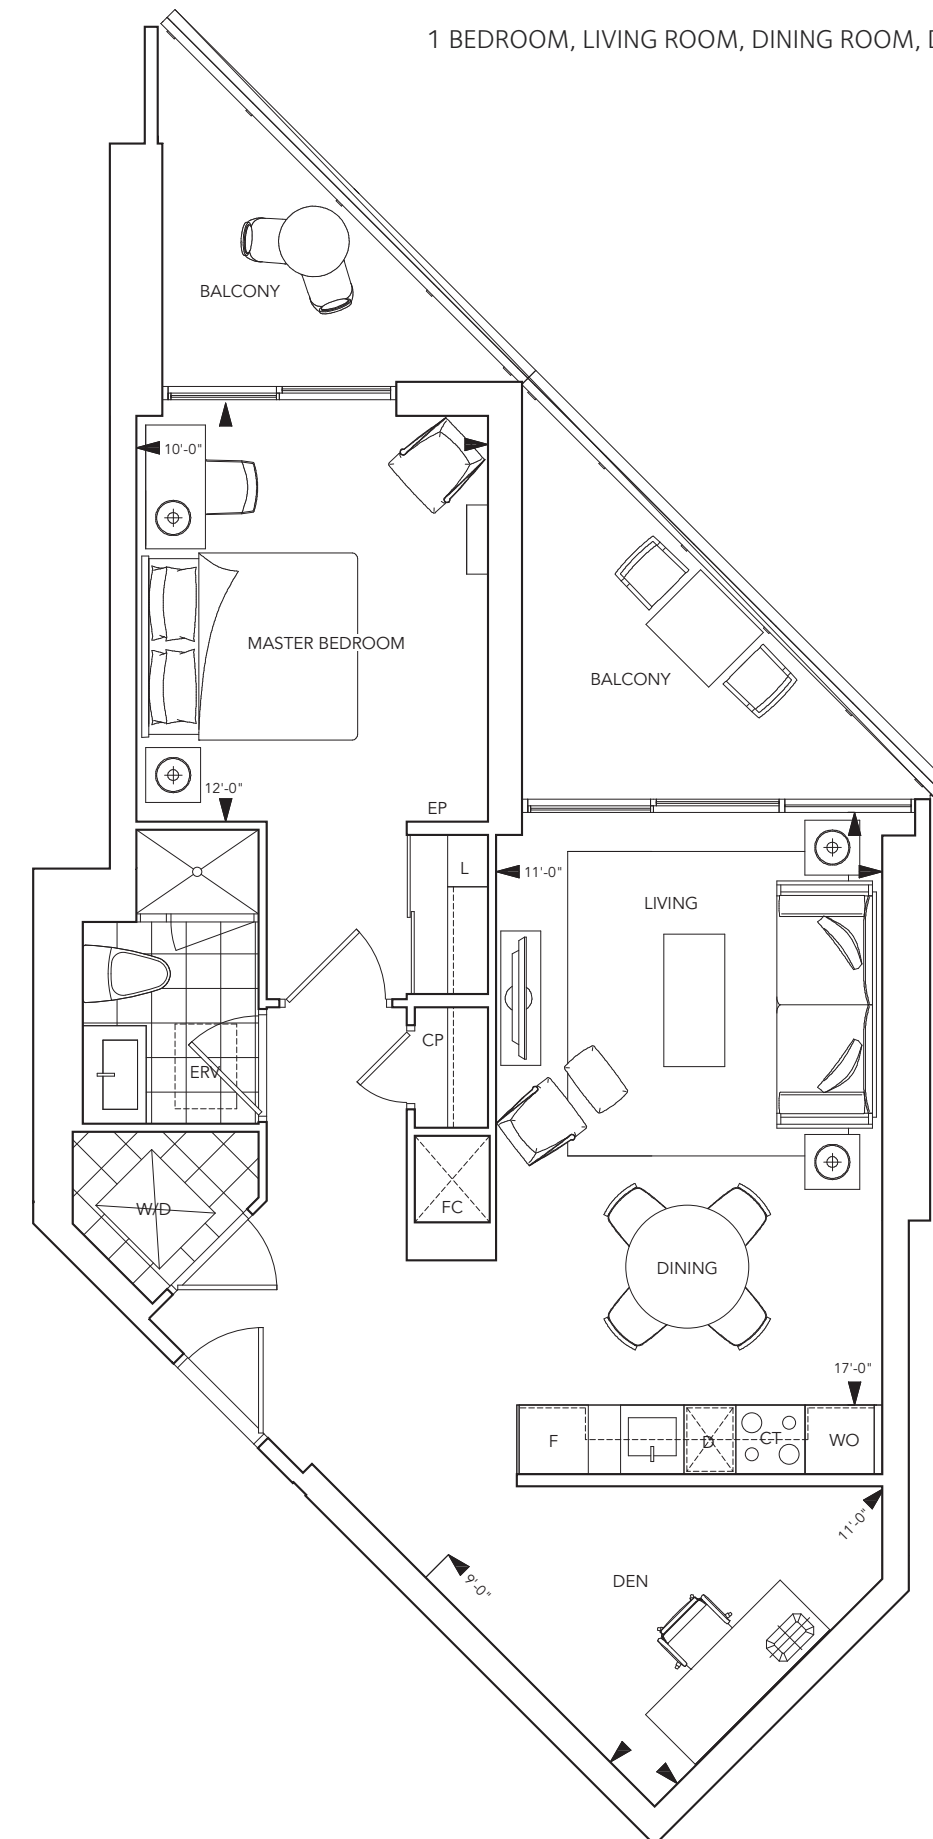 1 BEDROOM, LIVING ROOM, DINING ROOM,
BALCONY
10'-0"
MASTER BEDROOM
BALCONY
12'-0"
EP
L
11'-0"
LIVING
CP
ERV
W/D
FC
DINING
17'-0"
F
D
CT
WO
11'-0"
9'-0"
DEN